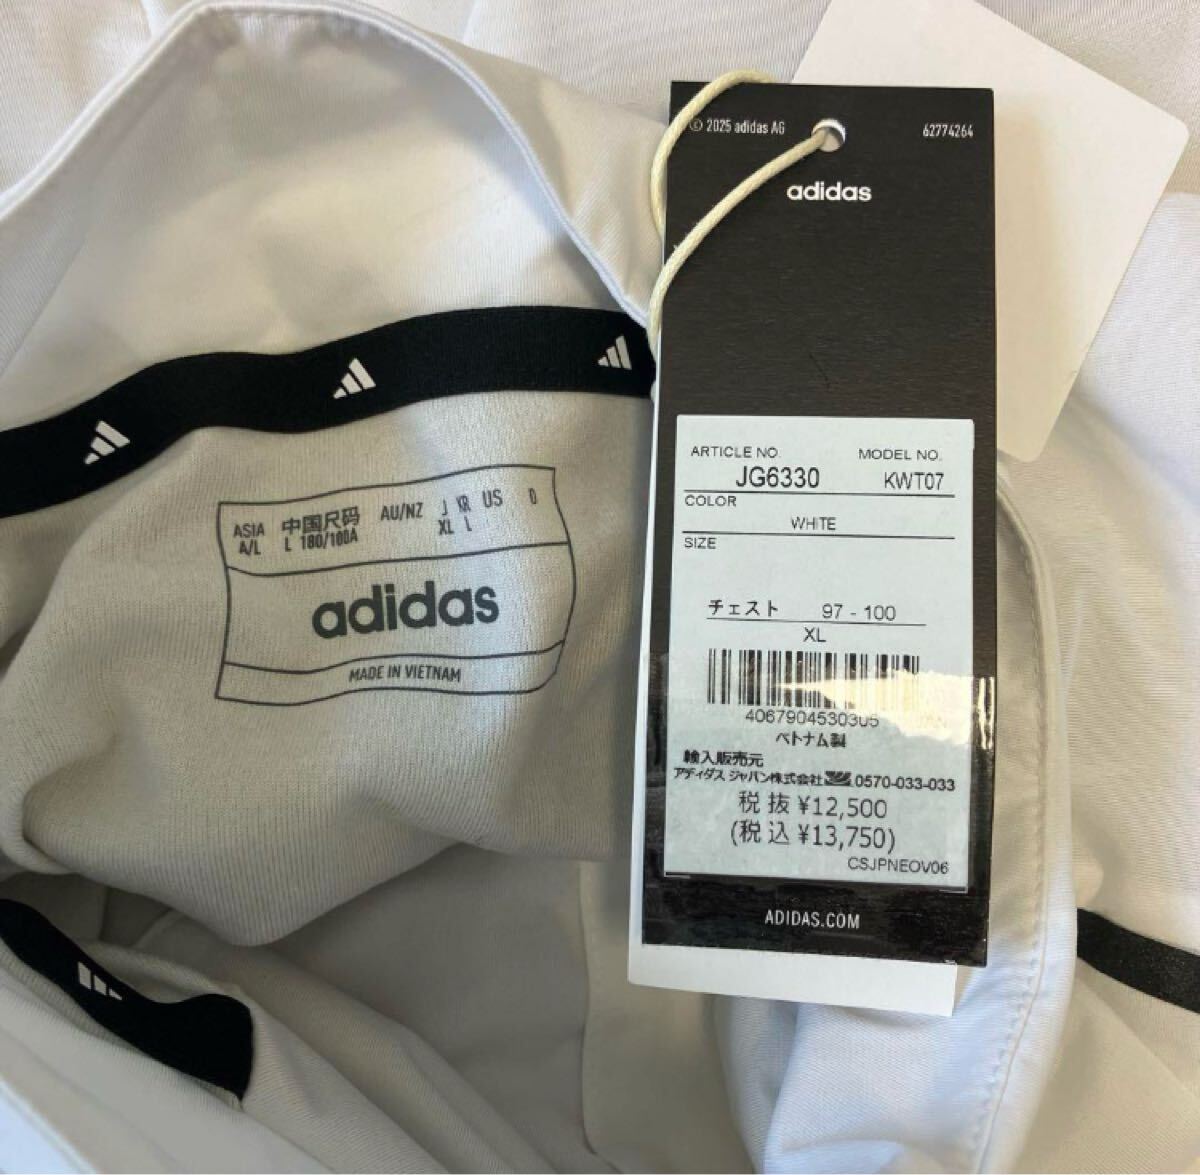 © 2025 adidas AG
62774264
adidas
ARTICLE NO. MODEL NO.
JG6330 KWT07
COLOR
WHITE
SIZE
チェスト 97 - 100
XL
4067904530305
ベトナム製
輸入販売元
アディダス ジャパン株式会社 0570-033-033
税 抜 ¥12,500
(税 込 ¥13,750)
CSJPNEOV06
ADIDAS.COM
ASIA 中国尺码 AU/NZ J KR US 0
A/L L 180/100A XL L
adidas
MADE IN VIETNAM